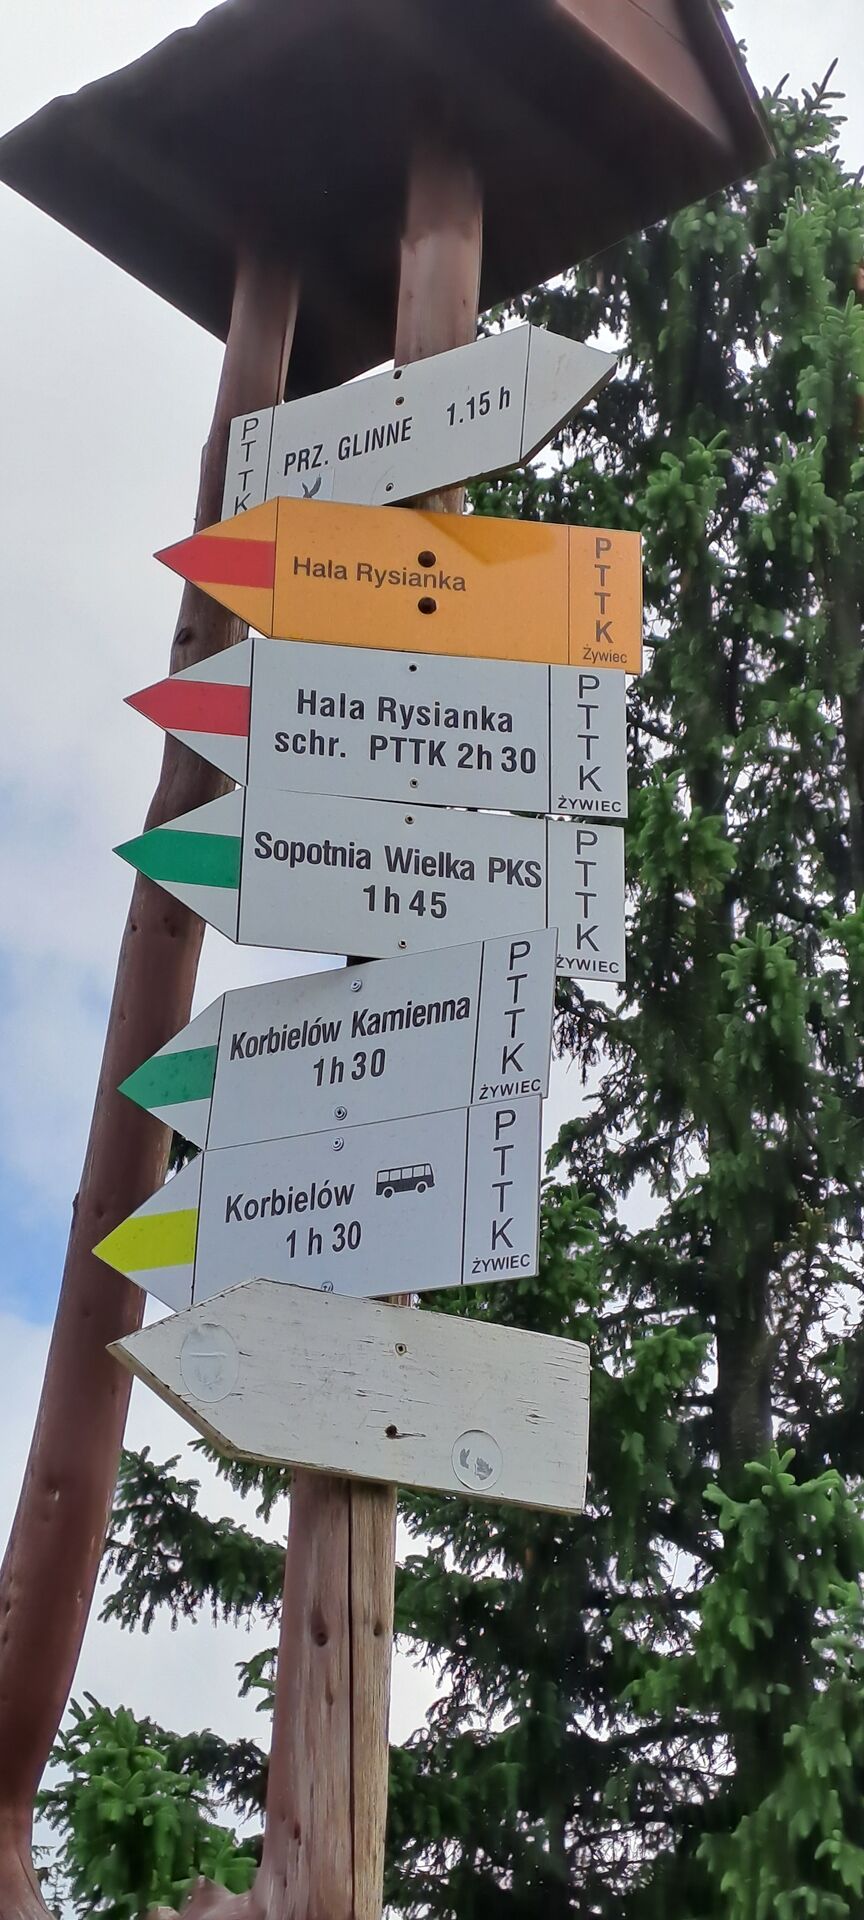 PTTK
PRZ. GLINNE 1.15 h
Hala Rysianka
PTTK
Żywiec
Hala Rysianka
schr. PTTK 2h 30
PTTK
ŻYWIEC
Sopotnia Wielka PKS
1h 45
PTTK
ŻYWIEC
Korbielów Kamienna
1h 30
PTTK
ŻYWIEC
Korbielów
1h 30
PTTK
ŻYWIEC